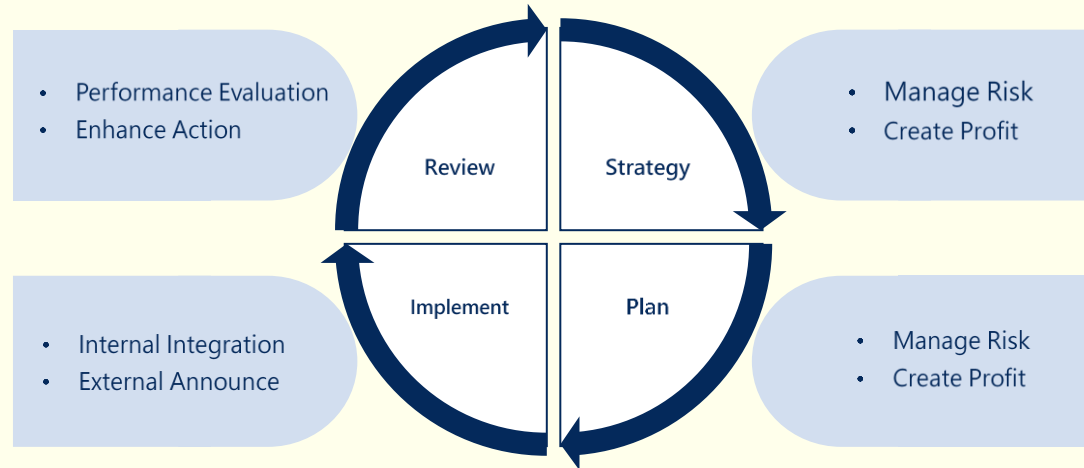 • Performance Evaluation
• Enhance Action
Review
Strategy
• Manage Risk
• Create Profit
• Internal Integration
• External Announce
Implement
Plan
• Manage Risk
• Create Profit